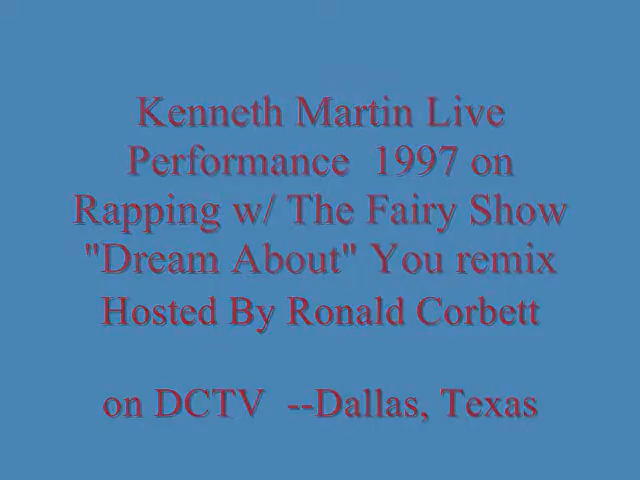 Kenneth Martin Live
Performance  1997 on
Rapping w/ The Fairy Show
"Dream About" You remix
Hosted By Ronald Corbett
on DCTV  --Dallas, Texas